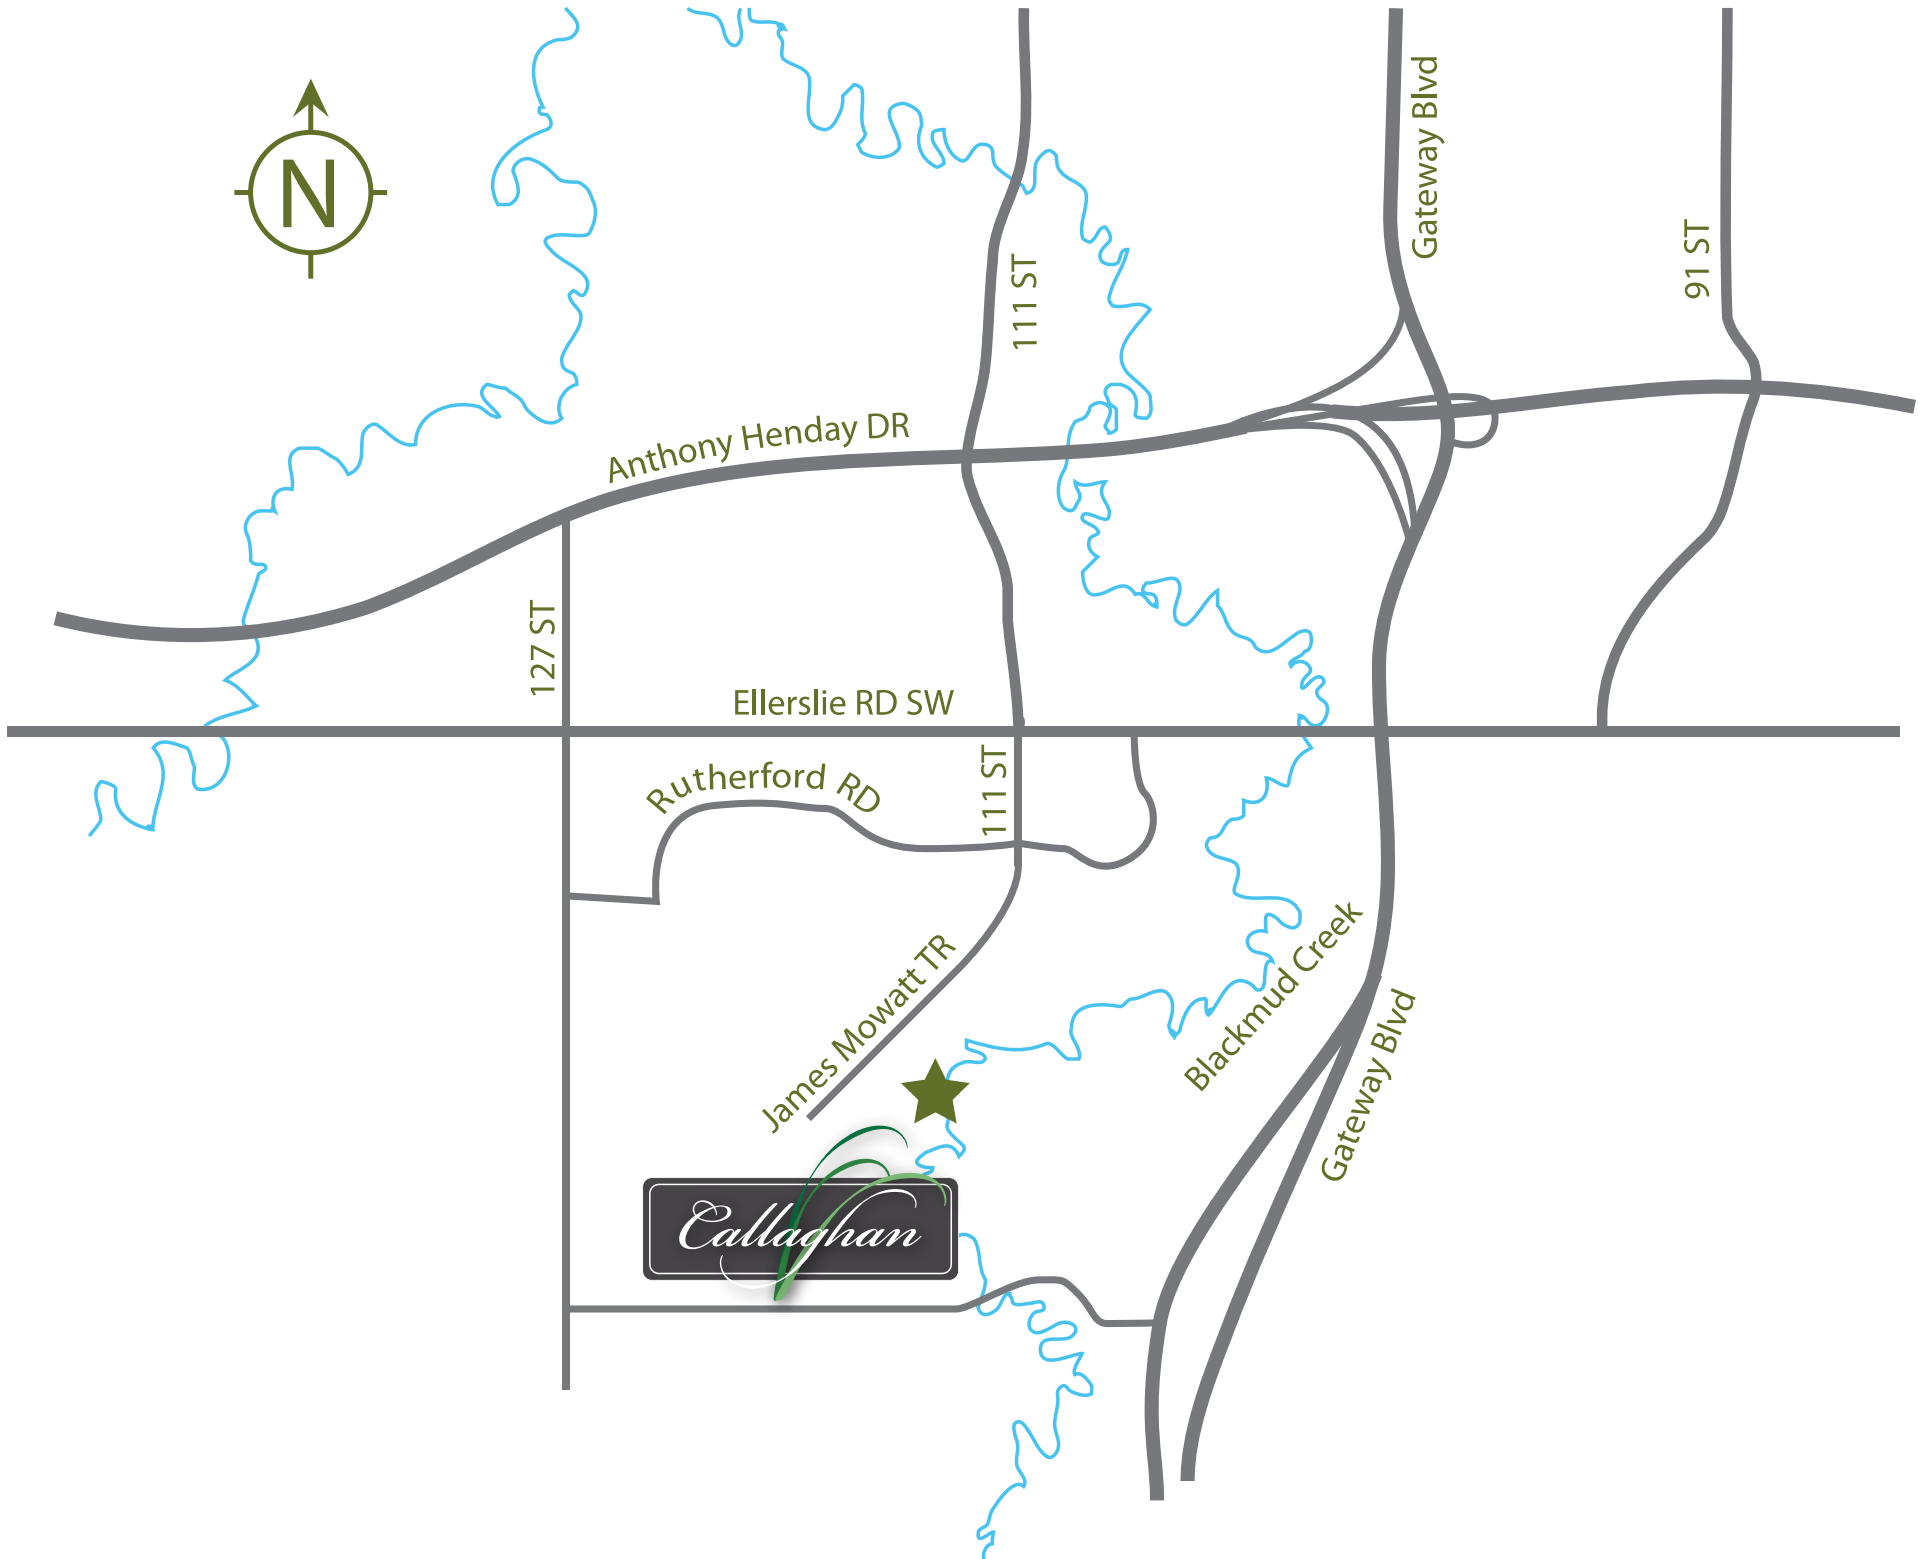 N
Gateway Blvd
91 ST
111 ST
Anthony Henday DR
127 ST
Ellerslie RD SW
111 ST
Rutherford RD
James Mowatt TR
Blackmud Creek
Gateway Blvd
Callaghan